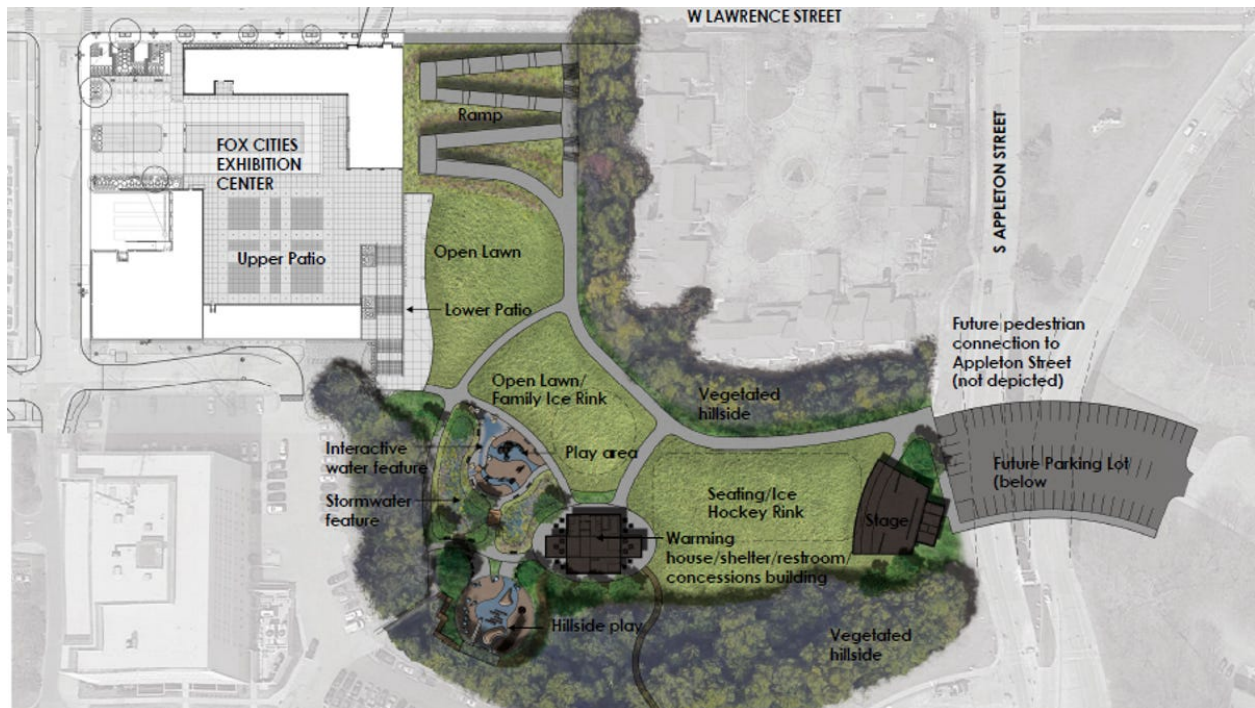 W LAWRENCE STREET
FOX CITIES
EXHIBITION
CENTER
Ramp
S APPLETON STREET
Upper Patio
Open Lawn
Lower Patio
Future pedestrian
connection to
Appleton Street
(not depicted)
Open Lawn/
Family Ice Rink
Vegetated
hillside
Interactive
water feature
Play area
Stormwater
feature
Seating/Ice
Hockey Rink
Stage
Future Parking Lot
(below
Warming
house/shelter/restroom/
concessions building
Hillside play
Vegetated
hillside